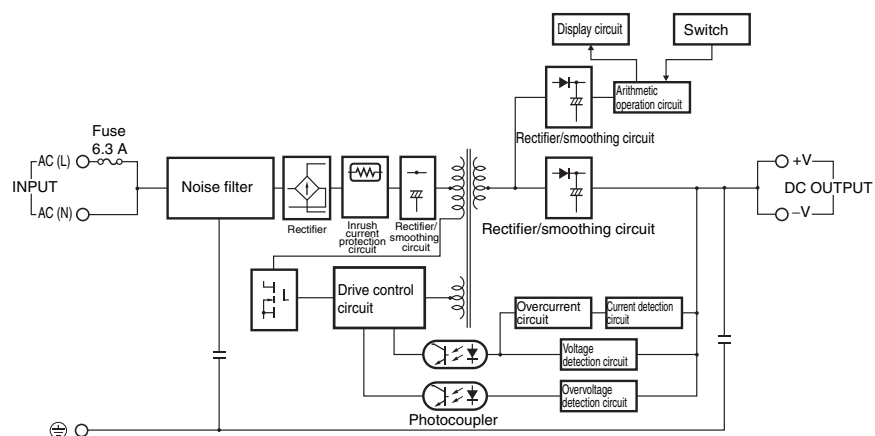 Display circuit
Switch
Arithmetic
operation circuit
Rectifier/smoothing circuit
Fuse
6.3 A
AC (L)
INPUT
AC (N)
Noise filter
Rectifier
Inrush
current
protection
circuit
Rectifier/
smoothing
circuit
Rectifier/smoothing circuit
+V
DC OUTPUT
–V
Drive control
circuit
Overcurrent
circuit
Current detection
circuit
Voltage
detection circuit
Overvoltage
detection circuit
Photocoupler